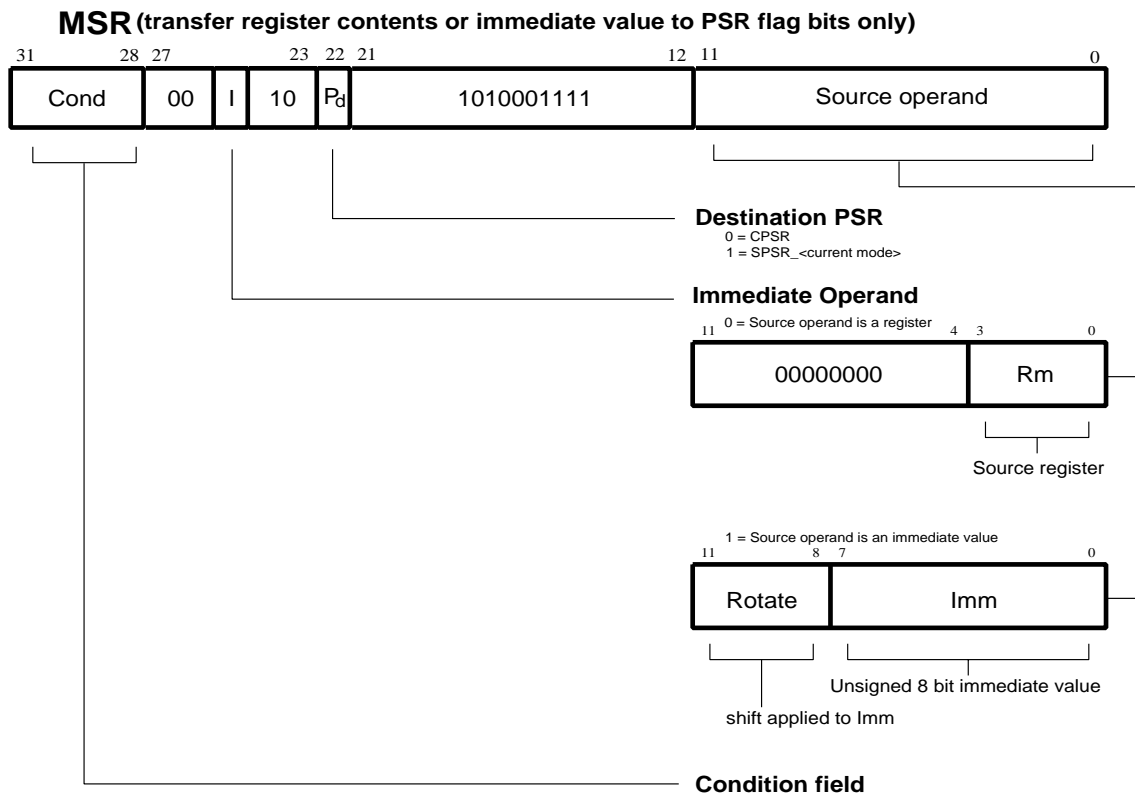 MSR (transfer register contents or immediate value to PSR flag bits only)
31 28 27 23 22 21 12 11 0
Cond 00 I 10 Pd 1010001111 Source operand
Destination PSR
0 = CPSR
1 = SPSR_<current mode>
Immediate Operand
0 = Source operand is a register
11 4 3 0
00000000 Rm
Source register
1 = Source operand is an immediate value
11 8 7 0
Rotate Imm
Unsigned 8 bit immediate value
shift applied to Imm
Condition field